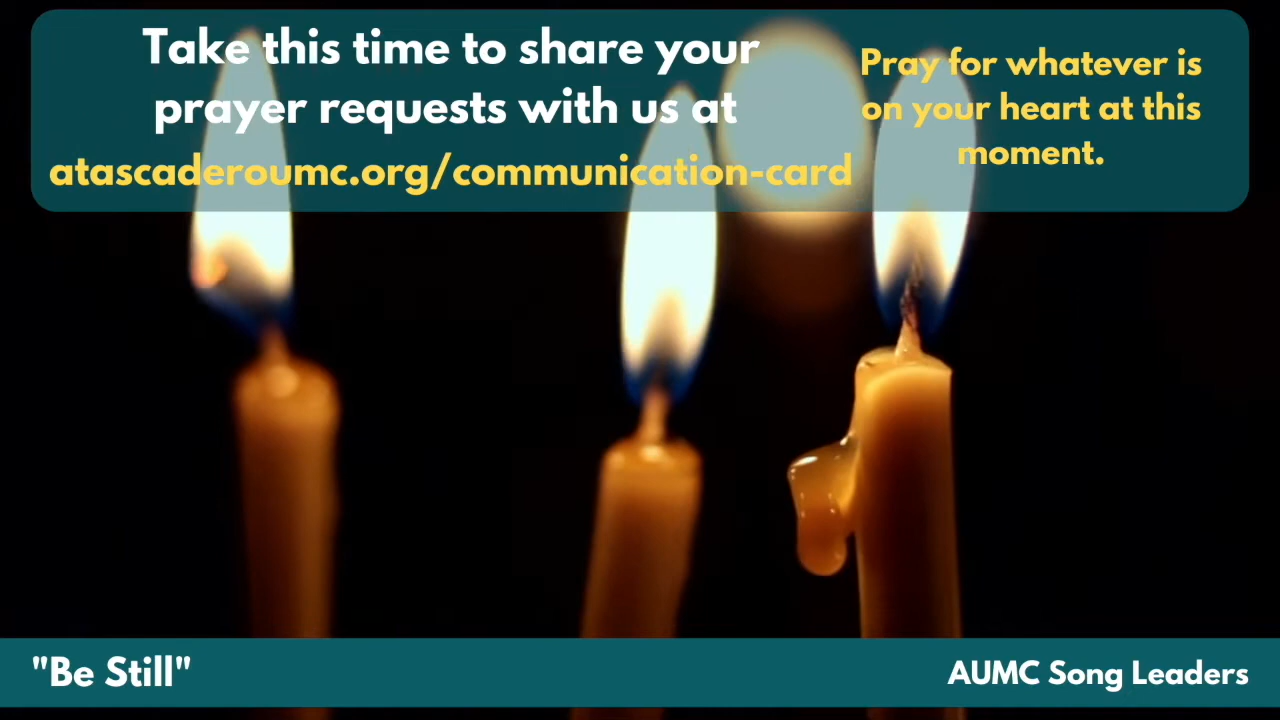 Take this time to share your
prayer requests with us at
atascaderoumc.org/communication-card
Pray for whatever is
on your heart at this
moment.
"Be Still"
AUMC Song Leaders